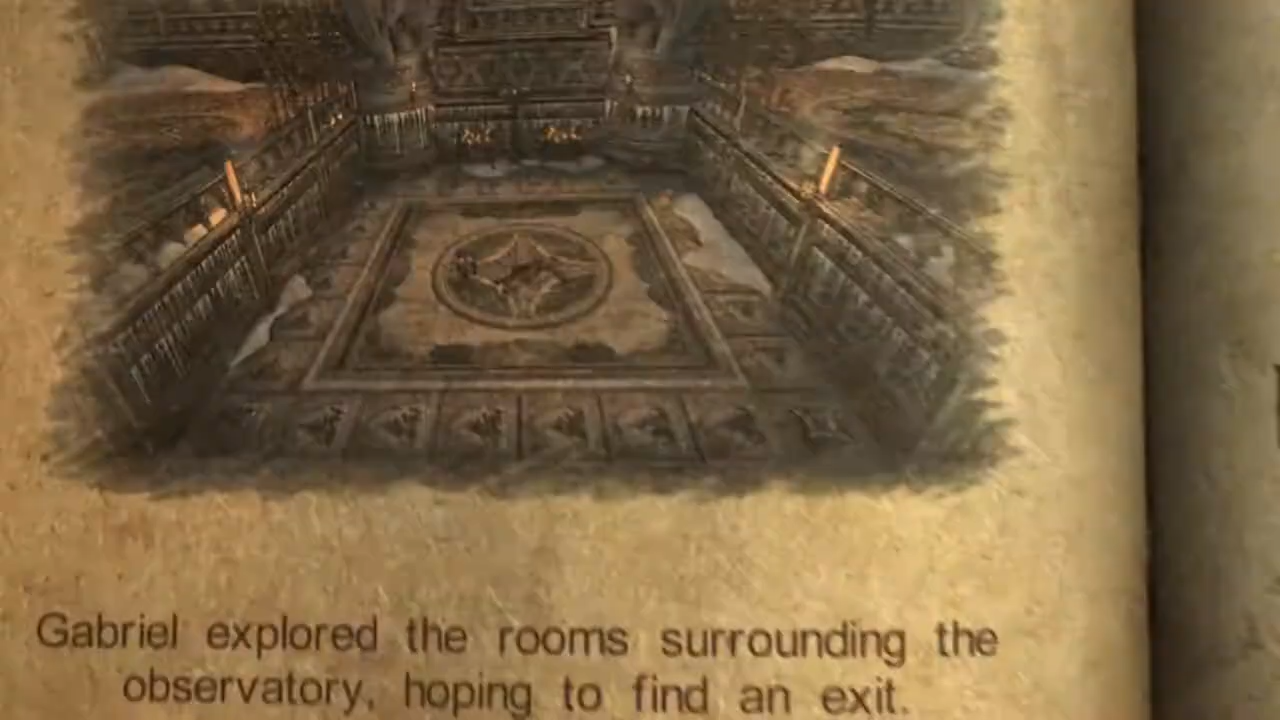 Gabriel explored the rooms surrounding the
observatory, hoping to find an exit.